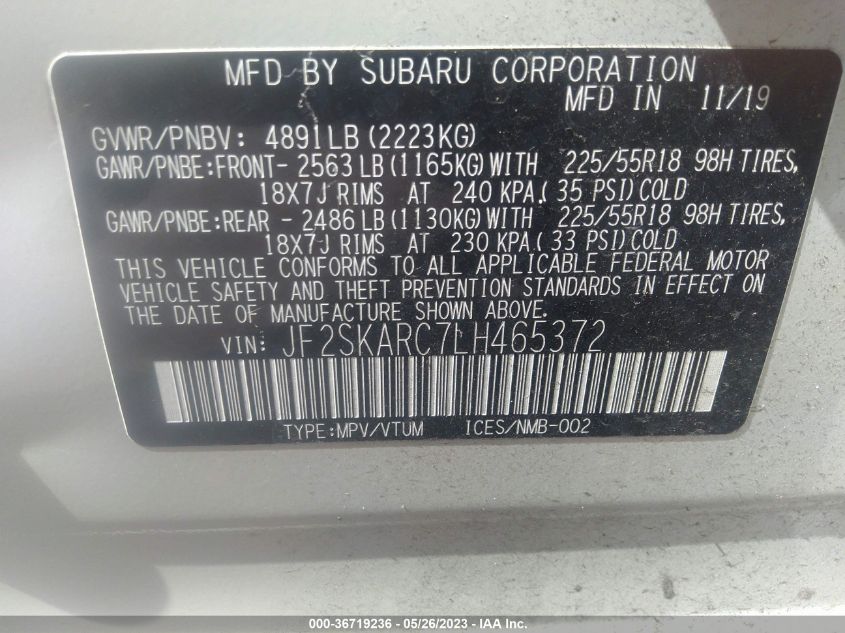 MFD BY SUBARU CORPORATION
MFD IN 11/19
GVWR/PNBV: 4891LB(2223KG)
GAWR/PNBE:FRONT-2563LB(1165KG)WITH 225/55R18 98H TIRES,
18X7J RIMS AT 240 KPA,( 35 PSI)COLD
GAWR/PNBE:REAR -2486LB(1130KG)WITH 225/55R18 98H TIRES,
18X7J RIMS AT 230 KPA( 33 PSI)COLD
THIS VEHICLE CONFORMS TO ALL APPLICABLE FEDERAL MOTOR
VEHICLE SAFETY AND THEFT PREVENTION STANDARDS IN EFFECT ON
THE DATE OF MANUFACTURE SHOWN ABOVE.
VIN: JF2SKARC7LH465372
TYPE:MPV/VTUM ICES/NMB-002
000-36719236 - 05/26/2023 - IAA Inc.